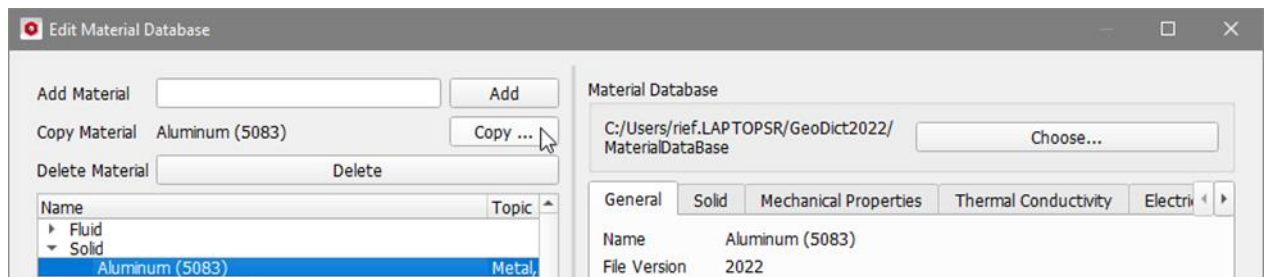 Edit Material Database
Add Material Add
Copy Material Aluminum (5083) Copy ...
Delete Material Delete
Name Topic
Fluid
Solid
Aluminum (5083) Metal,
Material Database
C:/Users/rief.LAPTOPSR/GeoDict2022/
MaterialDataBase
Choose...
General Solid Mechanical Properties Thermal Conductivity Electri
Name Aluminum (5083)
File Version 2022